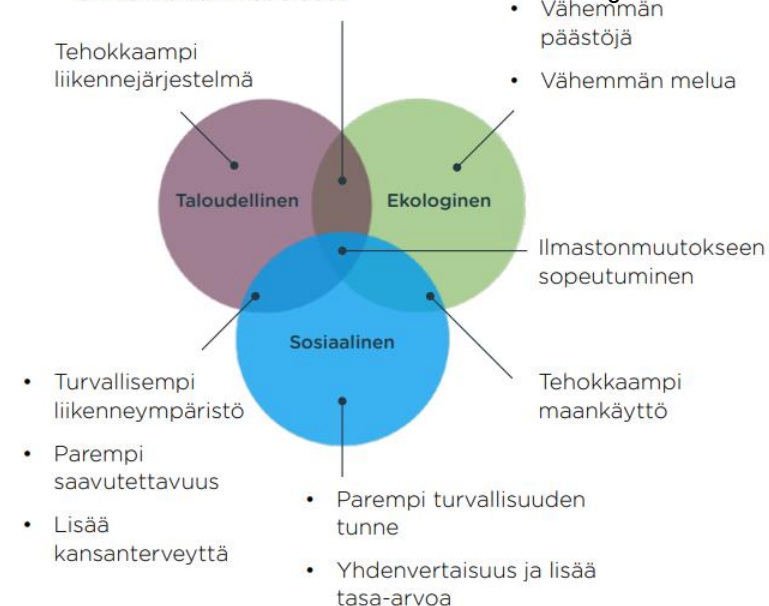 • Vähemmän
päästöjä
• Vähemmän melua
Tehokkaampi
liikennejärjestelmä
Taloudellinen
Ekologinen
Ilmastonmuutokseen
sopeutuminen
Sosiaalinen
• Turvallisempi
liikenneympäristö
• Parempi
saavutettavuus
• Lisää
kansanterveyttä
Tehokkaampi
maankäyttö
• Parempi turvallisuuden
tunne
• Yhdenvertaisuus ja lisää
tasa-arvoa